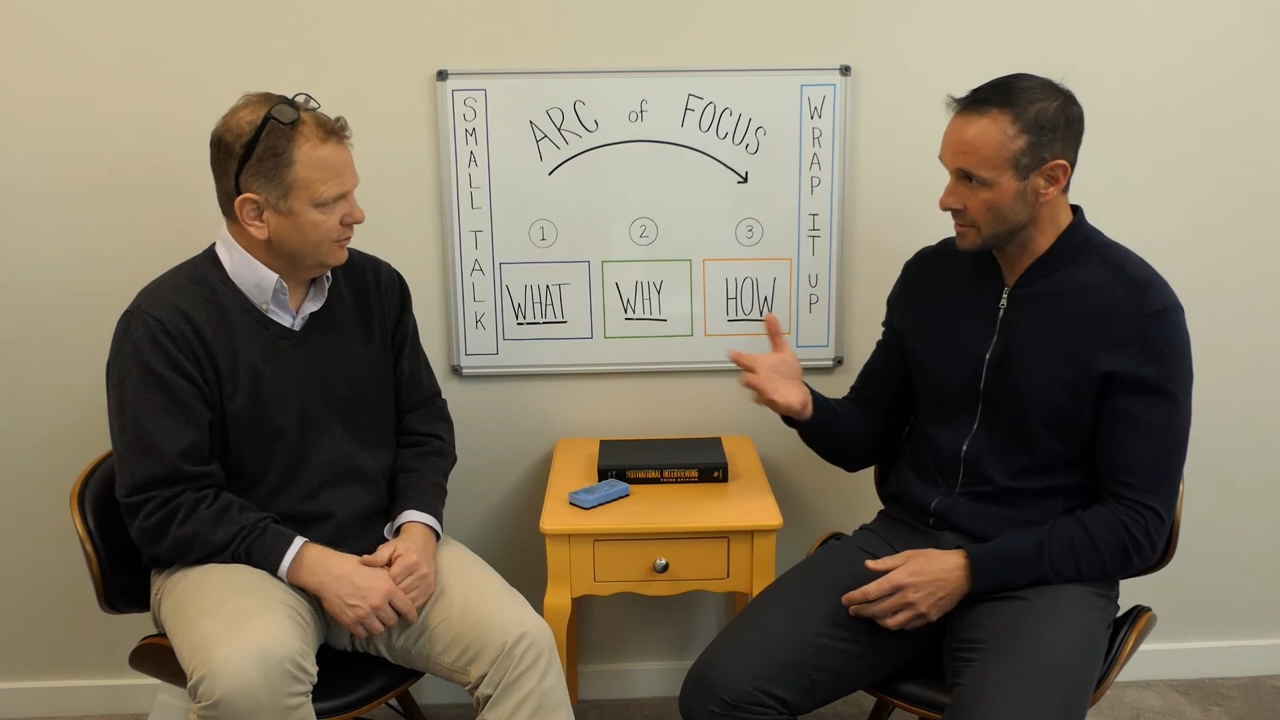 SMALL TALK
ARC of FOCUS
WRAP IT UP
1 2 3
WHAT WHY HOW
MOTIVATIONAL INTERVIEWING
THIRD EDITION